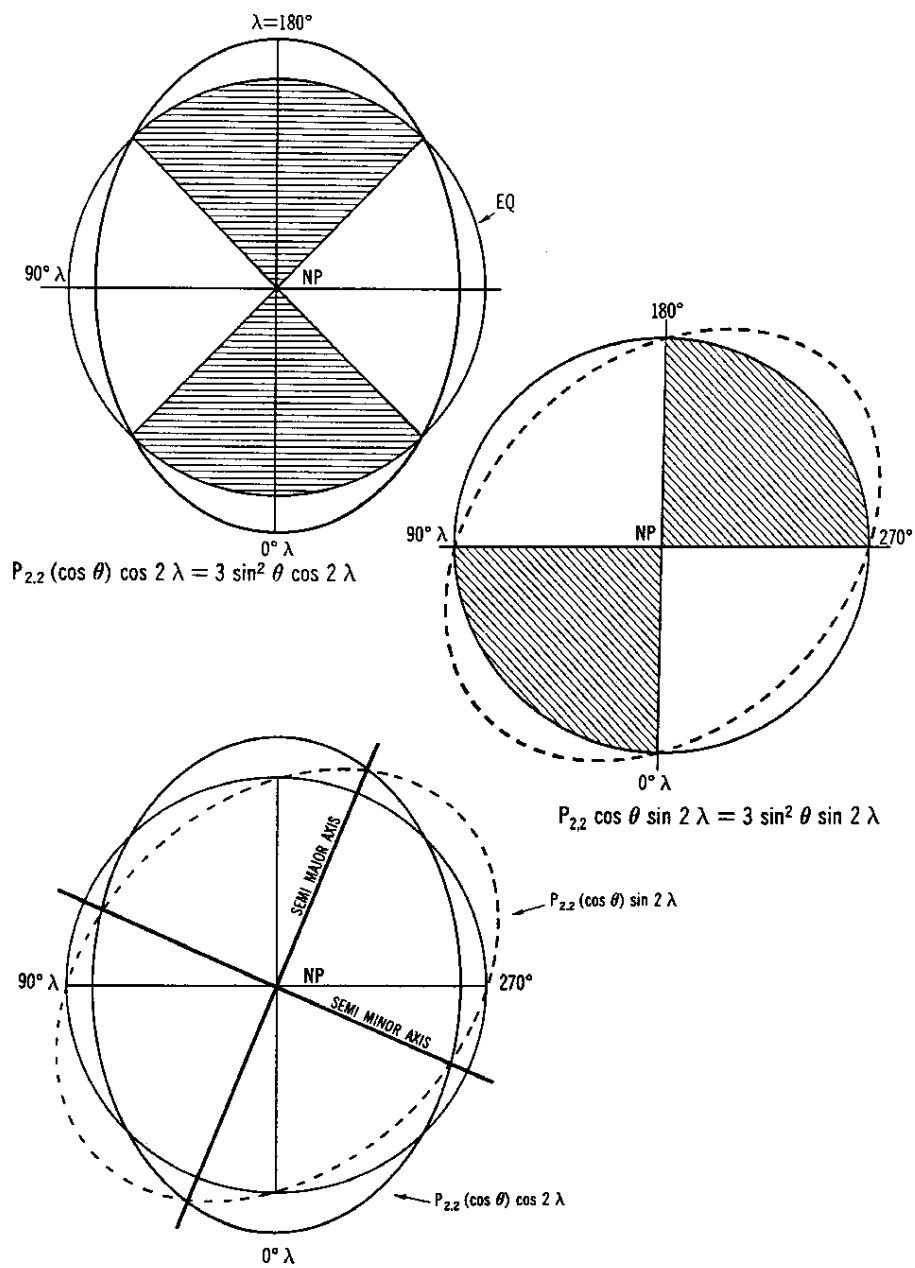 λ=180°
EQ
90° λ
NP
0° λ
P2.2 (cos θ) cos 2 λ = 3 sin² θ cos 2 λ
180°
90° λ
NP
270°
0° λ
P2,2 cos θ sin 2 λ = 3 sin² θ sin 2 λ
SEMI MAJOR AXIS
P2.2 (cos θ) sin 2 λ
90° λ
NP
270°
SEMI MINOR AXIS
P2.2 (cos θ) cos 2 λ
0° λ